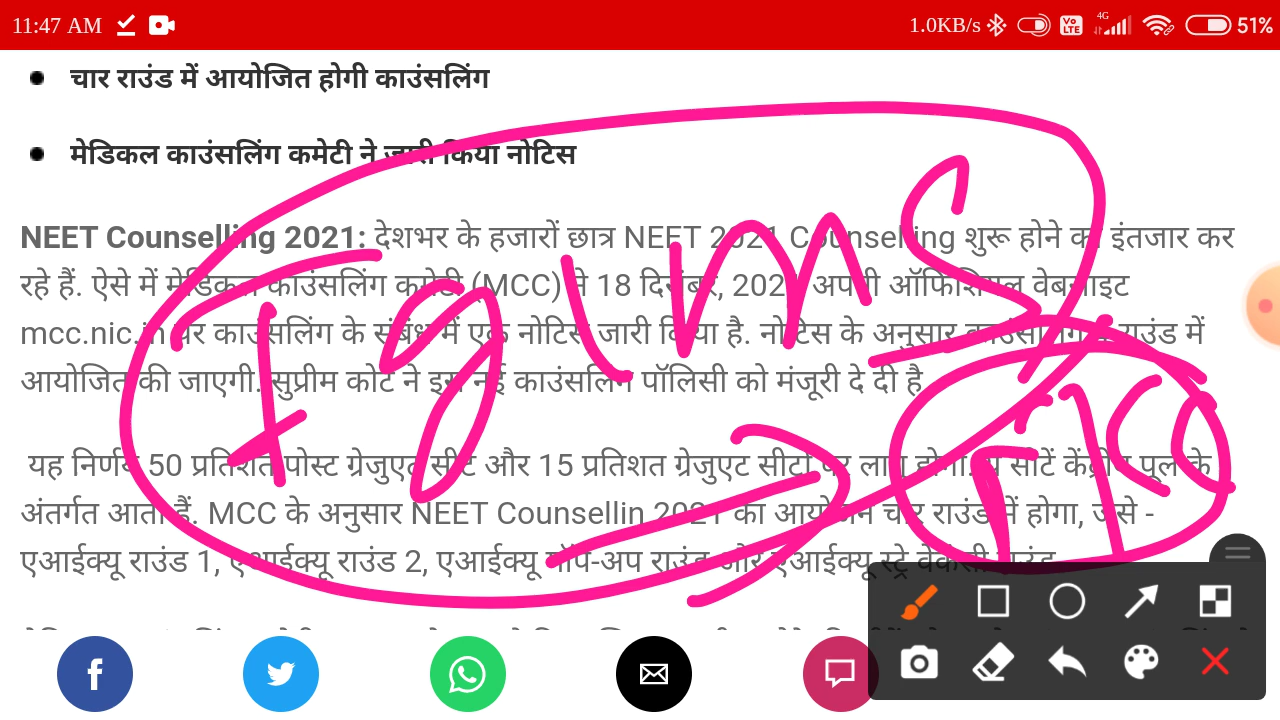 11:47 AM 1.0KB/s Vo LTE 4G 51%
चार राउंड में आयोजित होगी काउंसलिंग
मेडिकल काउंसलिंग कमेटी ने जारी किया नोटिस
NEET Counselling 2021: देशभर के हजारों छात्र NEET 2021 Counselling शुरू होने का इंतजार कर
रहे हैं. ऐसे में मेडिकल काउंसलिंग कमेटी (MCC) ने 18 दिसंबर, 2021 अपनी ऑफिशियल वेबसाइट
mcc.nic.in पर काउंसलिंग के संबंध में एक नोटिस जारी किया है. नोटिस के अनुसार काउंसलिंग राउंड में
आयोजित की जाएगी. सुप्रीम कोर्ट ने इस नई काउंसलिंग पॉलिसी को मंजूरी दे दी है
यह निर्णय 50 प्रतिशत पोस्ट ग्रेजुएट सीट और 15 प्रतिशत ग्रेजुएट सीटों पर लागू होगा. ये सीटें केंद्रीय पूल के
अंतर्गत आता हैं. MCC के अनुसार NEET Counsellin 2021 का आयोजन चार राउंड में होगा, जैसे -
एआईक्यू राउंड 1, एआईक्यू राउंड 2, एआईक्यू मॉप-अप राउंड और एआईक्यू स्ट्रे वेकेंसी राउंड